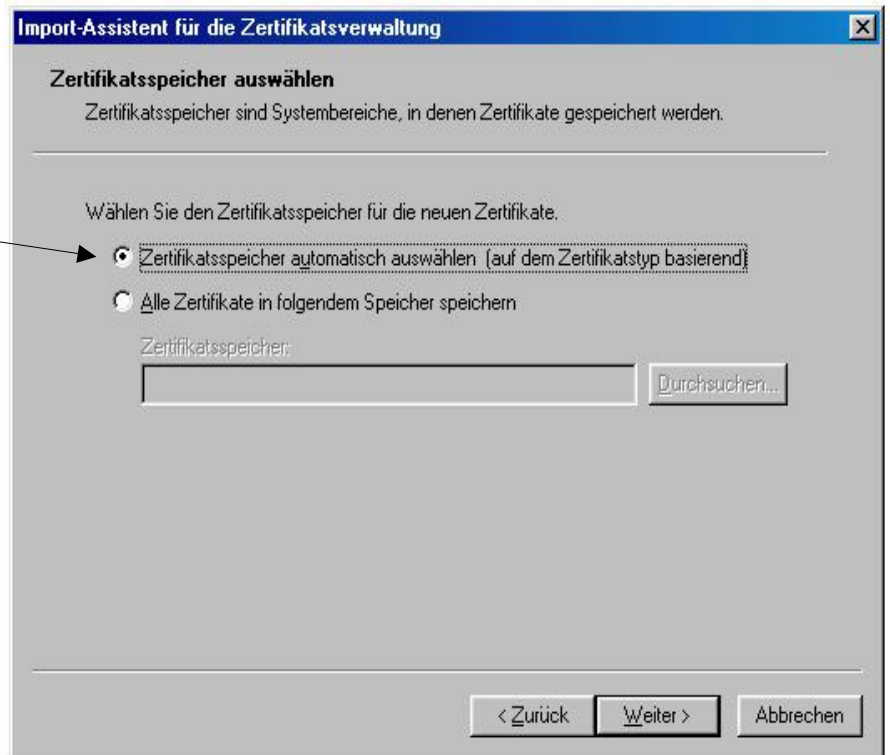 Import-Assistent für die Zertifikatsverwaltung
Zertifikatsspeicher auswählen
Zertifikatsspeicher sind Systembereiche, in denen Zertifikate gespeichert werden.
Wählen Sie den Zertifikatsspeicher für die neuen Zertifikate.
Zertifikatsspeicher automatisch auswählen (auf dem Zertifikatstyp basierend)
Alle Zertifikate in folgendem Speicher speichern
Zertifikatsspeicher:
Durchsuchen...
< Zurück Weiter > Abbrechen